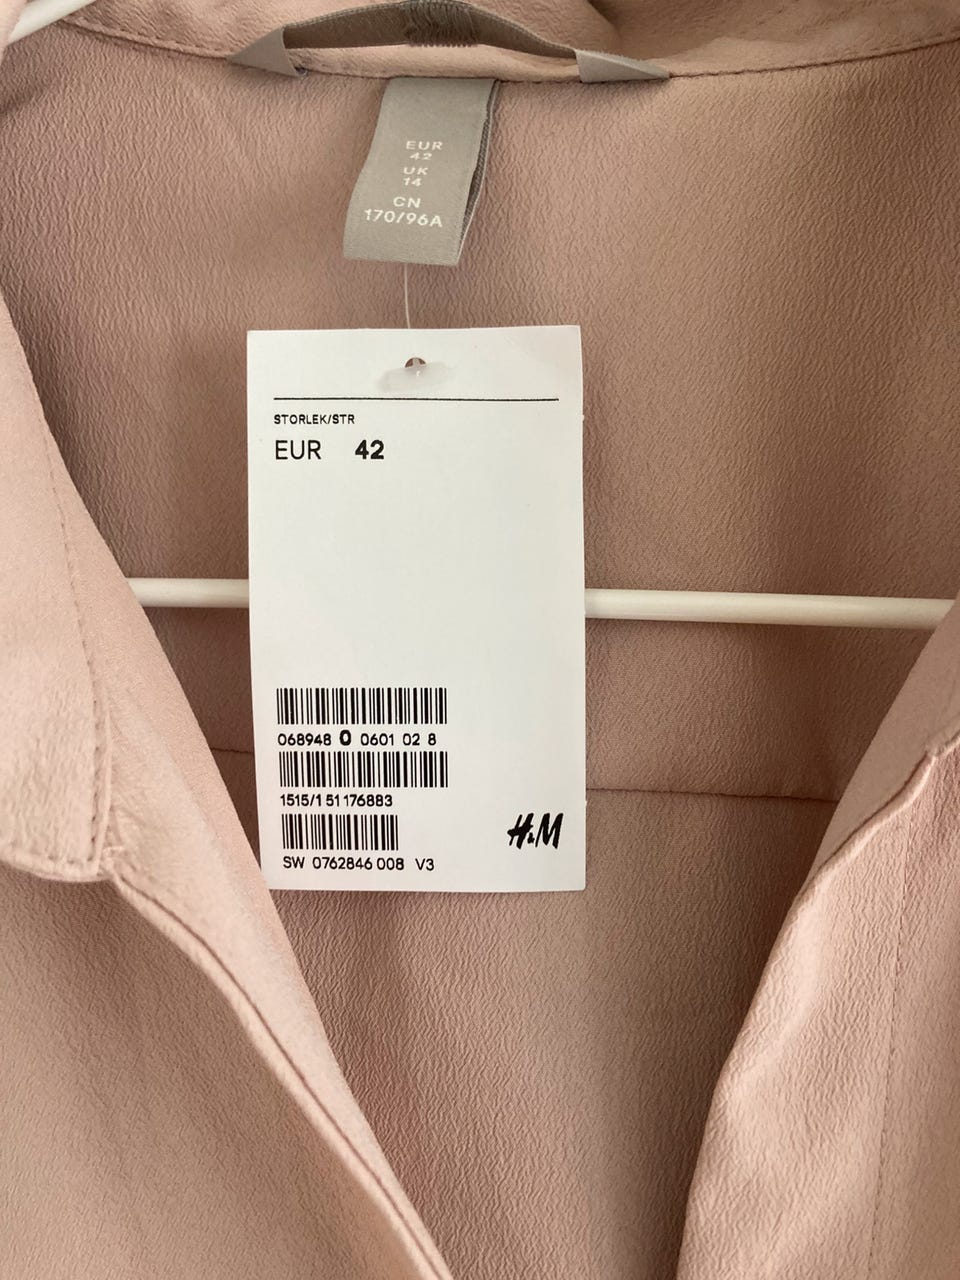 EUR
42
UK
14
CN
170/96A
STORLEK/STR
EUR 42
068948 0 0601 02 8
1515/1 51176883
H&M
SW 0762846 008 V3